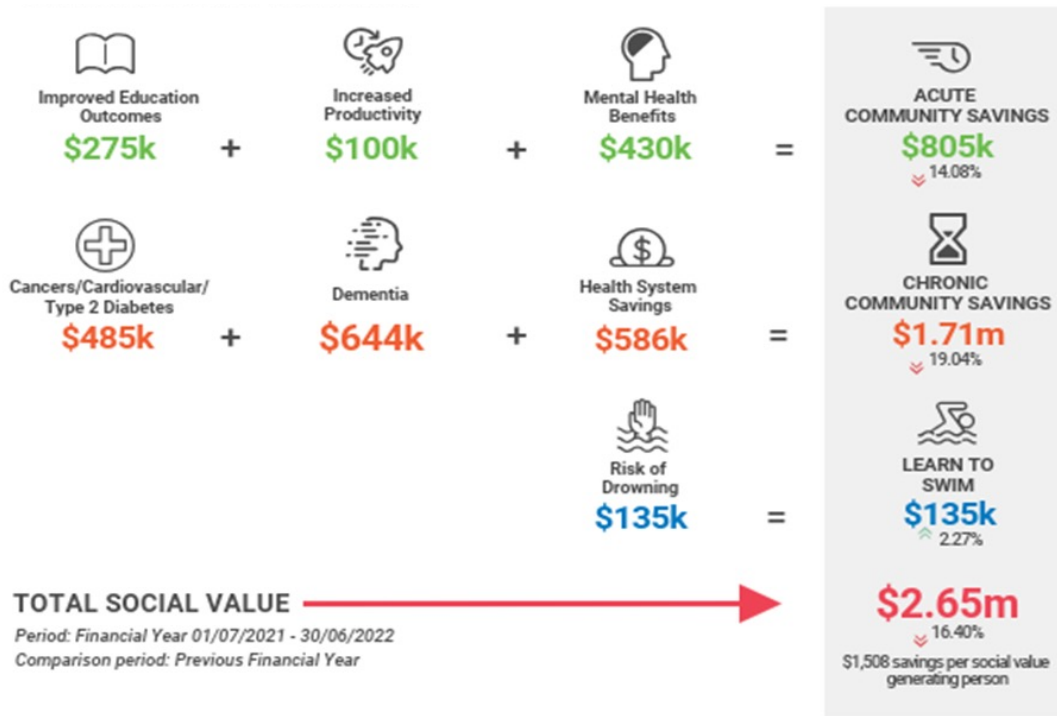 Improved Education
Outcomes
$275k
+
Increased
Productivity
$100k
+
Mental Health
Benefits
$430k
=
ACUTE
COMMUNITY SAVINGS
$805k
14.08%
Cancers/Cardiovascular/
Type 2 Diabetes
$485k
+
Dementia
$644k
+
Health System
Savings
$586k
=
CHRONIC
COMMUNITY SAVINGS
$1.71m
19.04%
Risk of
Drowning
$135k
=
LEARN TO
SWIM
$135k
2.27%
TOTAL SOCIAL VALUE
Period: Financial Year 01/07/2021 - 30/06/2022
Comparison period: Previous Financial Year
$2.65m
16.40%
$1,508 savings per social value
generating person